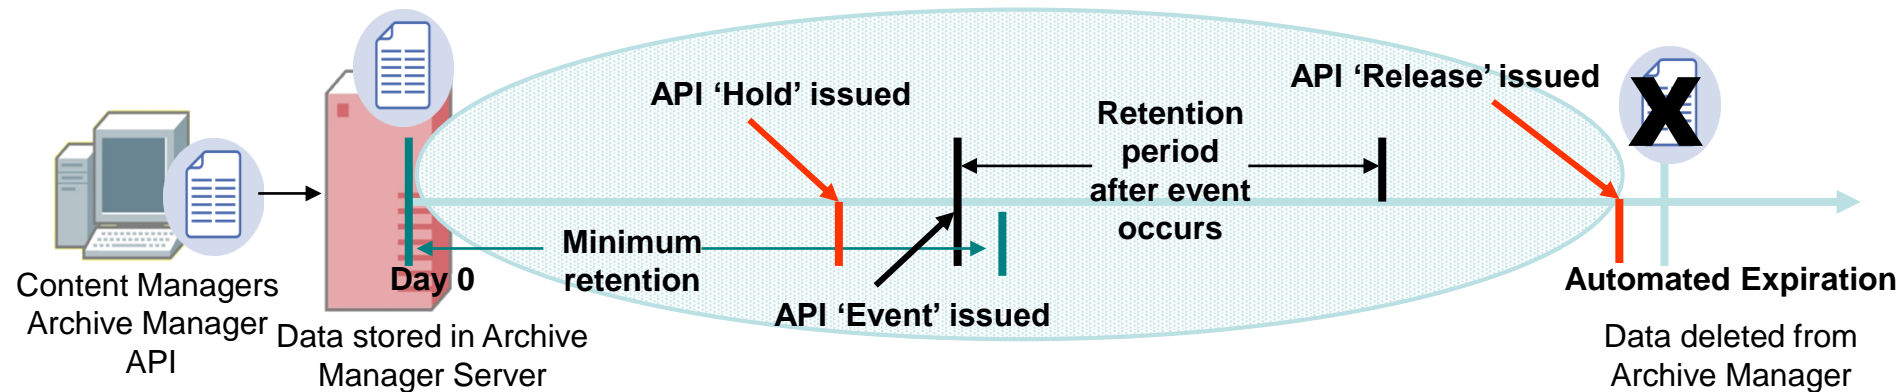 Content Managers
Archive Manager
API
Data stored in Archive
Manager Server
Day 0
Minimum
retention
API ‘Hold’ issued
API ‘Event’ issued
Retention
period
after event
occurs
API ‘Release’ issued
X
Automated Expiration
Data deleted from
Archive Manager